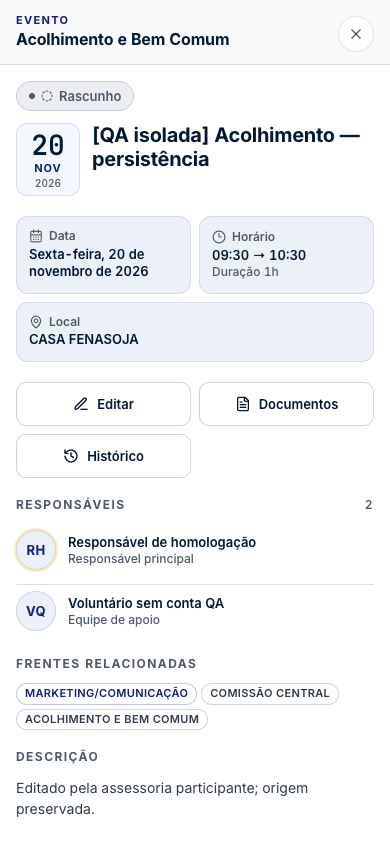 EVENTO
Acolhimento e Bem Comum
Rascunho
20
NOV
2026
[QA isolada] Acolhimento —
persistência
Data
Sexta-feira, 20 de
novembro de 2026
Horário
09:30 → 10:30
Duração 1h
Local
CASA FENASOJA
Editar
Documentos
Histórico
RESPONSÁVEIS 2
RH
Responsável de homologação
Responsável principal
VQ
Voluntário sem conta QA
Equipe de apoio
FRENTES RELACIONADAS
MARKETING/COMUNICAÇÃO COMISSÃO CENTRAL
ACOLHIMENTO E BEM COMUM
DESCRIÇÃO
Editado pela assessoria participante; origem
preservada.